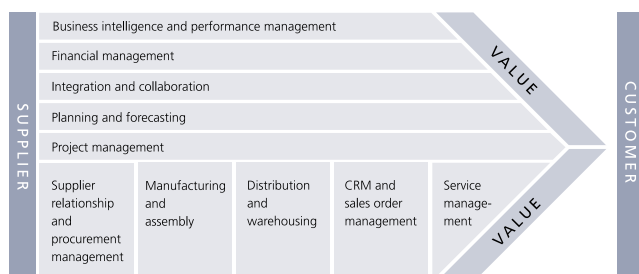 Business intelligence and performance management
Financial management
Integration and collaboration
Planning and forecasting
Project management
SUPPLIER
VALUE
CUSTOMER
Supplier
relationship
and
procurement
management
Manufacturing
and
assembly
Distribution
and
warehousing
CRM and
sales order
management
Service
manage-
ment
VALUE